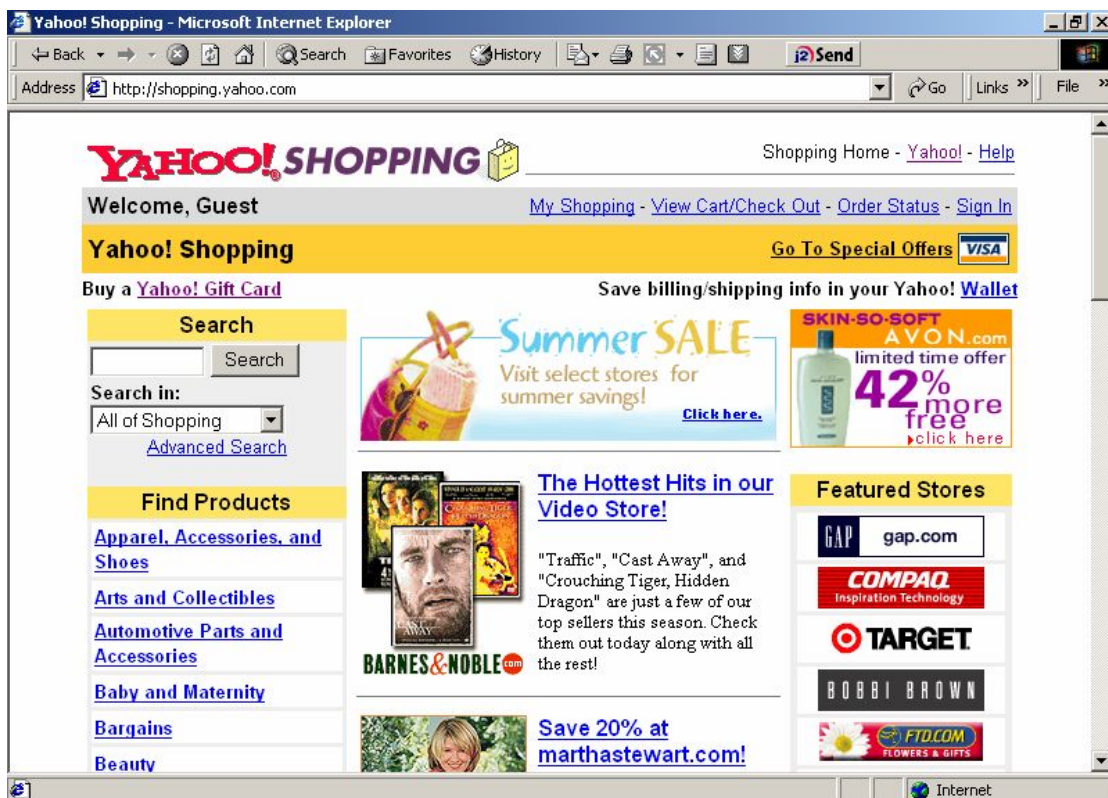 Yahoo! Shopping - Microsoft Internet Explorer
Back Search Favorites History j2 Send
Address http://shopping.yahoo.com Go Links » File »
YAHOO! SHOPPING
Shopping Home - Yahoo! - Help
Welcome, Guest
My Shopping - View Cart/Check Out - Order Status - Sign In
Yahoo! Shopping
Go To Special Offers VISA
Buy a Yahoo! Gift Card
Save billing/shipping info in your Yahoo! Wallet
Search
Search
Search in:
All of Shopping
Advanced Search
Find Products
Apparel, Accessories, and
Shoes
Arts and Collectibles
Automotive Parts and
Accessories
Baby and Maternity
Bargains
Beauty
Summer SALE
Visit select stores for
summer savings!
Click here.
The Hottest Hits in our
Video Store!
"Traffic", "Cast Away", and
"Crouching Tiger, Hidden
Dragon" are just a few of our
top sellers this season. Check
them out today along with all
the rest!
CAST AWAY
BARNES&NOBLE.com
Save 20% at
marthastewart.com!
SKIN-SO-SOFT
AVON.com
limited time offer
42%
more
free
click here
Featured Stores
GAP gap.com
COMPAQ
Inspiration Technology
TARGET
BOBBI BROWN
FTD.COM
FLOWERS & GIFTS
Internet